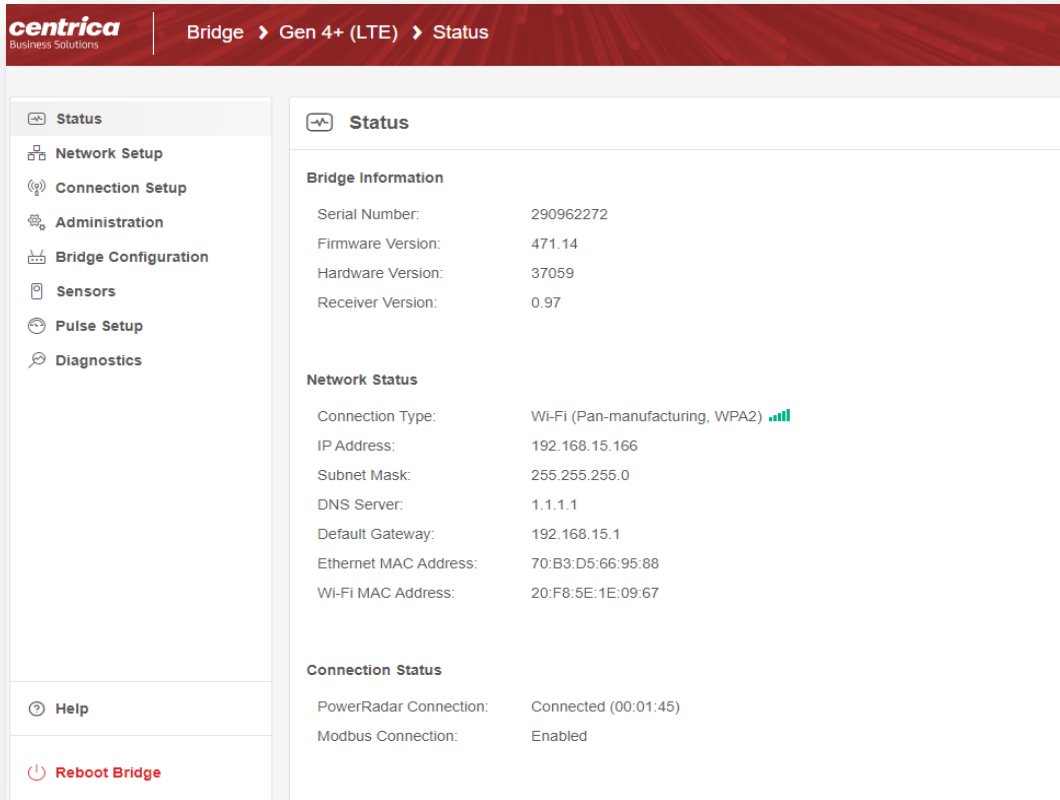 centrica
Business Solutions
Bridge > Gen 4+ (LTE) > Status
Status
Network Setup
Connection Setup
Administration
Bridge Configuration
Sensors
Pulse Setup
Diagnostics
Help
Reboot Bridge
Status
Bridge Information
Serial Number: 290962272
Firmware Version: 471.14
Hardware Version: 37059
Receiver Version: 0.97
Network Status
Connection Type: Wi-Fi (Pan-manufacturing, WPA2)
IP Address: 192.168.15.166
Subnet Mask: 255.255.255.0
DNS Server: 1.1.1.1
Default Gateway: 192.168.15.1
Ethernet MAC Address: 70:B3:D5:66:95:88
Wi-Fi MAC Address: 20:F8:5E:1E:09:67
Connection Status
PowerRadar Connection: Connected (00:01:45)
Modbus Connection: Enabled